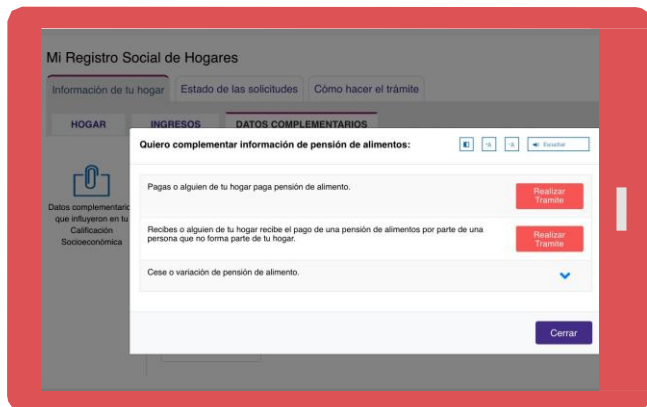 Mi Registro Social de Hogares
Información de tu hogar
Estado de las solicitudes
Cómo hacer el trámite
HOGAR
INGRESOS
DATOS COMPLEMENTARIOS
Quiero complementar información de pensión de alimentos:
-A
+A
Escuchar
Datos complementario
que influyeron en tu
Calificación
Socioeconómica
Pagas o alguien de tu hogar paga pensión de alimento.
Realizar
Tramite
Recibes o alguien de tu hogar recibe el pago de una pensión de alimentos por parte de una
persona que no forma parte de tu hogar.
Realizar
Tramite
Cese o variación de pensión de alimento.
Cerrar